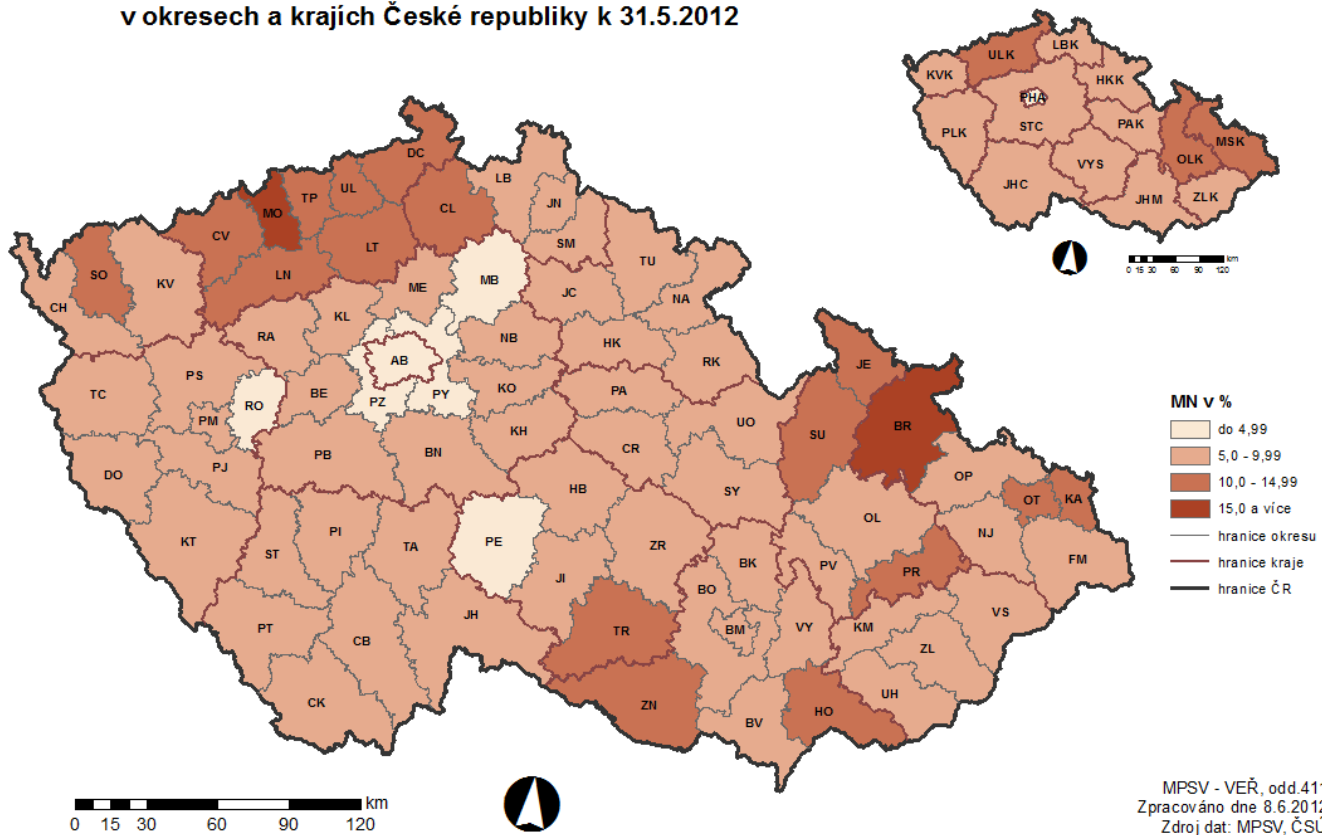 v okresech a krajích České republiky k 31.5.2012
ULK
LBK
KVK
HKK
PHA
STC
PAK
PLK
MSK
OLK
VYS
JHC
JHM
ZLK
0 15 30 60 90 120 km
DC
UL
TP
MO
LB
JN
CL
CV
LT
SM
TU
SO
KV
LN
MB
JC
NA
CH
ME
KL
RA
NB
HK
AB
RK
JE
TC
PS
BE
RO
PZ
PY
KO
PA
PM
KH
UO
SU
BR
DO
PJ
PB
BN
CR
OP
HB
SY
OT
KA
KT
ST
PI
TA
PE
ZR
OL
NJ
FM
JI
BK
PV
PR
BO
VS
PT
CB
JH
TR
BM
VY
KM
ZL
CK
ZN
BV
HO
UH
MN v %
do 4,99
5,0 - 9,99
10,0 - 14,99
15,0 a více
hranice okresu
hranice kraje
hranice ČR
km
0 15 30 60 90 120
MPSV - VEŘ, odd.411
Zpracováno dne 8.6.2012
Zdroj dat: MPSV, ČSÚ